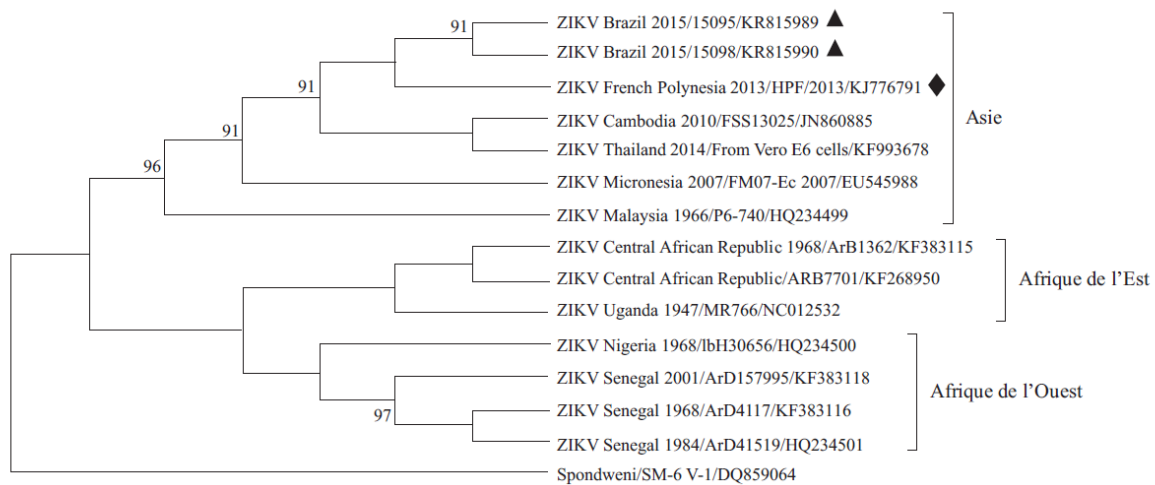 91
ZIKV Brazil 2015/15095/KR815989
ZIKV Brazil 2015/15098/KR815990
91
ZIKV French Polynesia 2013/HPF/2013/KJ776791
Asie
ZIKV Cambodia 2010/FSS13025/JN860885
91
ZIKV Thailand 2014/From Vero E6 cells/KF993678
96
ZIKV Micronesia 2007/FM07-Ec 2007/EU545988
ZIKV Malaysia 1966/P6-740/HQ234499
ZIKV Central African Republic 1968/ArB1362/KF383115
ZIKV Central African Republic/ARB7701/KF268950
Afrique de l’Est
ZIKV Uganda 1947/MR766/NC012532
ZIKV Nigeria 1968/lbH30656/HQ234500
ZIKV Senegal 2001/ArD157995/KF383118
Afrique de l’Ouest
97
ZIKV Senegal 1968/ArD4117/KF383116
ZIKV Senegal 1984/ArD41519/HQ234501
Spondweni/SM-6 V-1/DQ859064